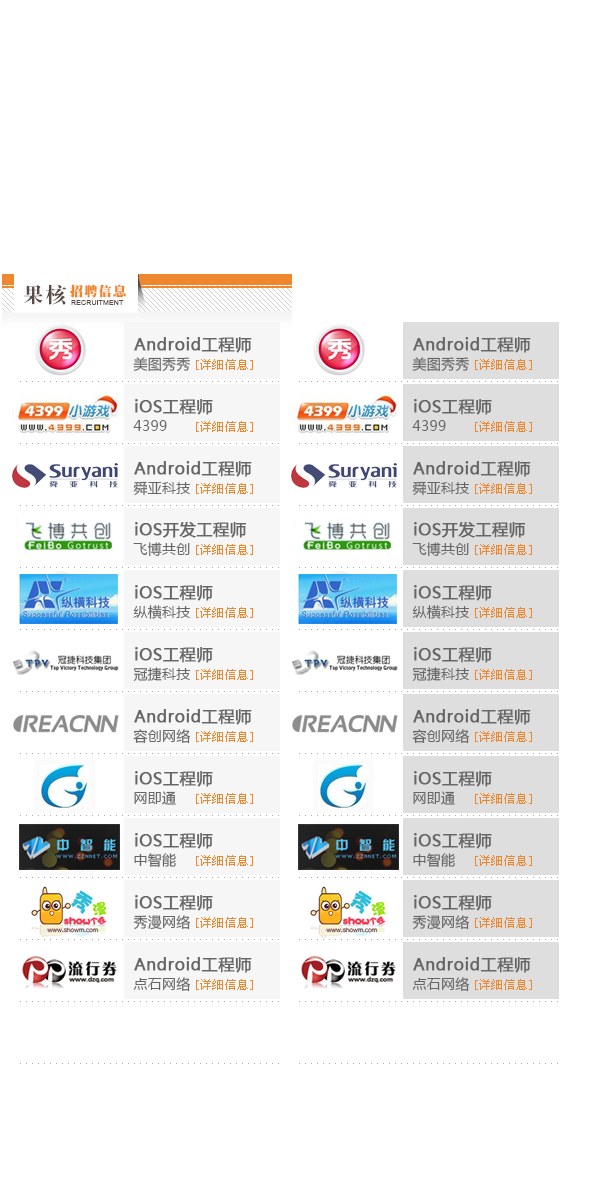 果核 招聘信息
RECRUITMENT
秀
Android工程师
美图秀秀 [详细信息]
4399小游戏
www.4399.com
iOS工程师
4399 [详细信息]
Suryani
舜亚科技
Android工程师
舜亚科技 [详细信息]
飞博共创
FeiBo Gotrust
iOS开发工程师
飞博共创 [详细信息]
纵横科技
iOS工程师
纵横科技 [详细信息]
TPV 冠捷科技集团
Top Victory Technology Group
iOS工程师
冠捷科技 [详细信息]
CREACNN
Android工程师
容创网络 [详细信息]
iOS工程师
网即通 [详细信息]
中智能
WWW.ZZNNET.COM
iOS工程师
中智能 [详细信息]
秀漫
show
www.showm.com
iOS工程师
秀漫网络 [详细信息]
流行券
www.dzq.com
Android工程师
点石网络 [详细信息]
秀
Android工程师
美图秀秀 [详细信息]
4399小游戏
www.4399.com
iOS工程师
4399 [详细信息]
Suryani
舜亚科技
Android工程师
舜亚科技 [详细信息]
飞博共创
FeiBo Gotrust
iOS开发工程师
飞博共创 [详细信息]
纵横科技
iOS工程师
纵横科技 [详细信息]
TPV 冠捷科技集团
Top Victory Technology Group
iOS工程师
冠捷科技 [详细信息]
CREACNN
Android工程师
容创网络 [详细信息]
iOS工程师
网即通 [详细信息]
中智能
WWW.ZZNNET.COM
iOS工程师
中智能 [详细信息]
秀漫
show
www.showm.com
iOS工程师
秀漫网络 [详细信息]
流行券
www.dzq.com
Android工程师
点石网络 [详细信息]